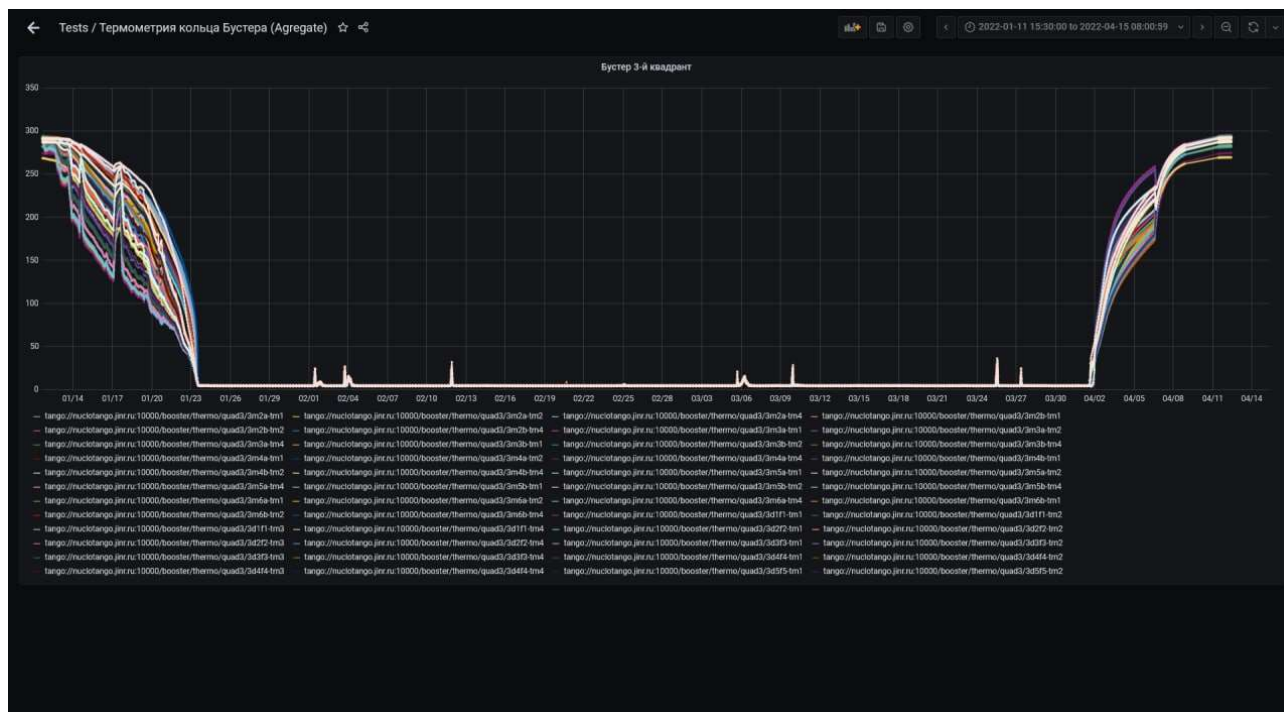 Tests / Термометрия кольца Бустера (Agregate)
2022-01-11 15:30:00 to 2022-04-15 08:00:59
Бустер 3-й квадрант
350
300
250
200
150
100
50
0
01/14 01/17 01/20 01/23 01/26 01/29 02/01 02/04 02/07 02/10 02/13 02/16 02/19 02/22 02/25 02/28 03/03 03/06 03/09 03/12 03/15 03/18 03/21 03/24 03/27 03/30 04/02 04/05 04/08 04/11 04/14
tango://nuclotango.jinr.ru:10000/booster/thermo/quad3/3m2a-tm1 tango://nuclotango.jinr.ru:10000/booster/thermo/quad3/3m2a-tm2 tango://nuclotango.jinr.ru:10000/booster/thermo/quad3/3m2a-tm4 tango://nuclotango.jinr.ru:10000/booster/thermo/quad3/3m2b-tm1
tango://nuclotango.jinr.ru:10000/booster/thermo/quad3/3m2b-tm2 tango://nuclotango.jinr.ru:10000/booster/thermo/quad3/3m2b-tm4 tango://nuclotango.jinr.ru:10000/booster/thermo/quad3/3m3a-tm1 tango://nuclotango.jinr.ru:10000/booster/thermo/quad3/3m3a-tm2
tango://nuclotango.jinr.ru:10000/booster/thermo/quad3/3m3a-tm4 tango://nuclotango.jinr.ru:10000/booster/thermo/quad3/3m3b-tm1 tango://nuclotango.jinr.ru:10000/booster/thermo/quad3/3m3b-tm2 tango://nuclotango.jinr.ru:10000/booster/thermo/quad3/3m3b-tm4
tango://nuclotango.jinr.ru:10000/booster/thermo/quad3/3m4a-tm1 tango://nuclotango.jinr.ru:10000/booster/thermo/quad3/3m4a-tm2 tango://nuclotango.jinr.ru:10000/booster/thermo/quad3/3m4a-tm4 tango://nuclotango.jinr.ru:10000/booster/thermo/quad3/3m4b-tm1
tango://nuclotango.jinr.ru:10000/booster/thermo/quad3/3m4b-tm2 tango://nuclotango.jinr.ru:10000/booster/thermo/quad3/3m4b-tm4 tango://nuclotango.jinr.ru:10000/booster/thermo/quad3/3m5a-tm1 tango://nuclotango.jinr.ru:10000/booster/thermo/quad3/3m5a-tm2
tango://nuclotango.jinr.ru:10000/booster/thermo/quad3/3m5a-tm4 tango://nuclotango.jinr.ru:10000/booster/thermo/quad3/3m5b-tm1 tango://nuclotango.jinr.ru:10000/booster/thermo/quad3/3m5b-tm2 tango://nuclotango.jinr.ru:10000/booster/thermo/quad3/3m5b-tm4
tango://nuclotango.jinr.ru:10000/booster/thermo/quad3/3m6a-tm1 tango://nuclotango.jinr.ru:10000/booster/thermo/quad3/3m6a-tm2 tango://nuclotango.jinr.ru:10000/booster/thermo/quad3/3m6a-tm4 tango://nuclotango.jinr.ru:10000/booster/thermo/quad3/3m6b-tm1
tango://nuclotango.jinr.ru:10000/booster/thermo/quad3/3m6b-tm2 tango://nuclotango.jinr.ru:10000/booster/thermo/quad3/3m6b-tm4 tango://nuclotango.jinr.ru:10000/booster/thermo/quad3/3d1f1-tm1 tango://nuclotango.jinr.ru:10000/booster/thermo/quad3/3d1f1-tm2
tango://nuclotango.jinr.ru:10000/booster/thermo/quad3/3d1f1-tm3 tango://nuclotango.jinr.ru:10000/booster/thermo/quad3/3d1f1-tm4 tango://nuclotango.jinr.ru:10000/booster/thermo/quad3/3d2f2-tm1 tango://nuclotango.jinr.ru:10000/booster/thermo/quad3/3d2f2-tm2
tango://nuclotango.jinr.ru:10000/booster/thermo/quad3/3d2f2-tm3 tango://nuclotango.jinr.ru:10000/booster/thermo/quad3/3d2f2-tm4 tango://nuclotango.jinr.ru:10000/booster/thermo/quad3/3d3f3-tm1 tango://nuclotango.jinr.ru:10000/booster/thermo/quad3/3d3f3-tm2
tango://nuclotango.jinr.ru:10000/booster/thermo/quad3/3d3f3-tm3 tango://nuclotango.jinr.ru:10000/booster/thermo/quad3/3d3f3-tm4 tango://nuclotango.jinr.ru:10000/booster/thermo/quad3/3d4f4-tm1 tango://nuclotango.jinr.ru:10000/booster/thermo/quad3/3d4f4-tm2
tango://nuclotango.jinr.ru:10000/booster/thermo/quad3/3d4f4-tm3 tango://nuclotango.jinr.ru:10000/booster/thermo/quad3/3d4f4-tm4 tango://nuclotango.jinr.ru:10000/booster/thermo/quad3/3d5f5-tm1 tango://nuclotango.jinr.ru:10000/booster/thermo/quad3/3d5f5-tm2